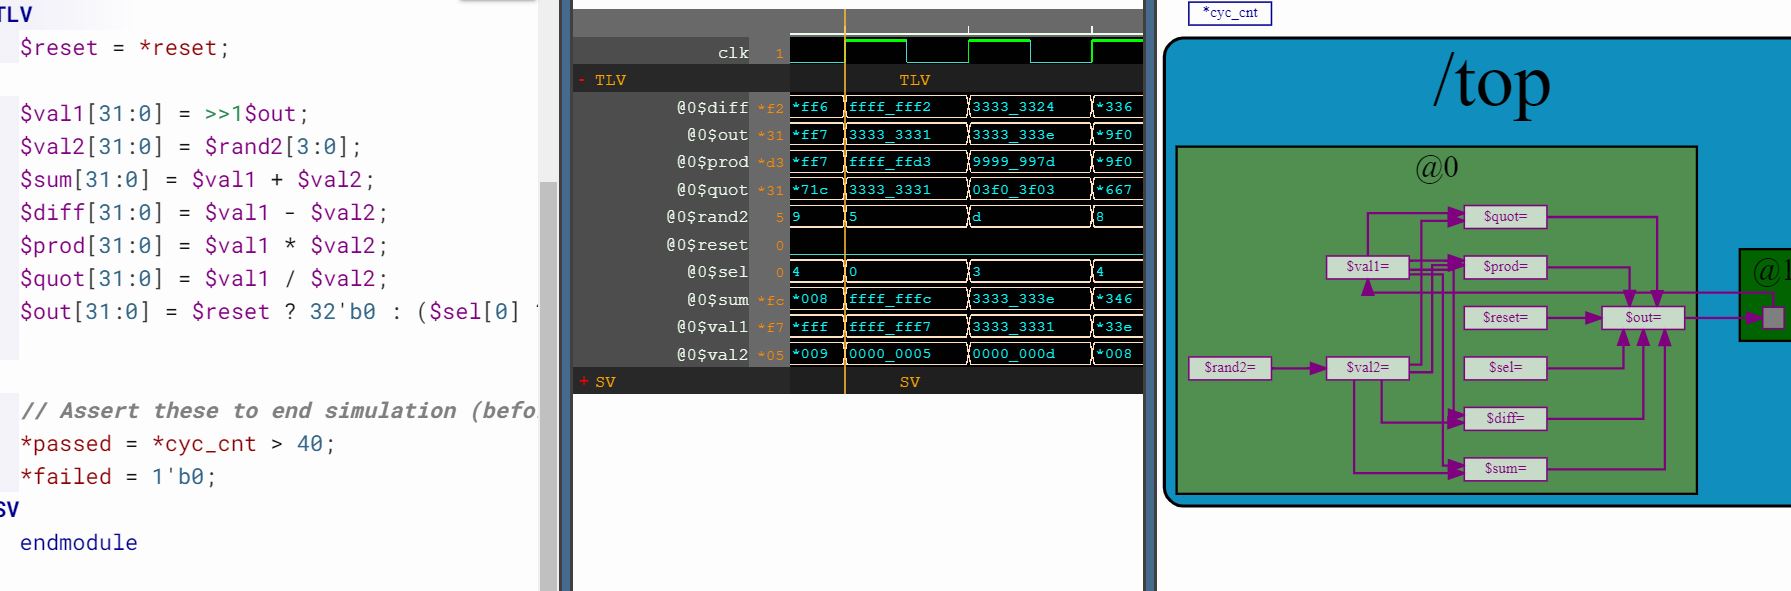 TLV
$reset = *reset;
$val1[31:0] = >>1$out;
$val2[31:0] = $rand2[3:0];
$sum[31:0] = $val1 + $val2;
$diff[31:0] = $val1 - $val2;
$prod[31:0] = $val1 * $val2;
$quot[31:0] = $val1 / $val2;
$out[31:0] = $reset ? 32'b0 : ($sel[0]
// Assert these to end simulation (befo
*passed = *cyc_cnt > 40;
*failed = 1'b0;
SV
endmodule
clk 1
- TLV TLV
@0$diff *f2 *ff6 ffff_fff2 3333_3324 *336
@0$out *31 *ff7 3333_3331 3333_333e *9f0
@0$prod *d3 *ff7 ffff_ffd3 9999_997d *9f0
@0$quot *31 *71c 3333_3331 03f0_3f03 *667
@0$rand2 5 9 5 d 8
@0$reset 0
@0$sel 0 4 0 3 4
@0$sum *fc *008 ffff_fffc 3333_333e *346
@0$val1 *f7 *fff ffff_fff7 3333_3331 *33e
@0$val2 *05 *009 0000_0005 0000_000d *008
+ SV SV
*cyc_cnt
/top
@0
$quot=
$val1=
$prod=
@1
$reset=
$out=
$rand2=
$val2=
$sel=
$diff=
$sum=